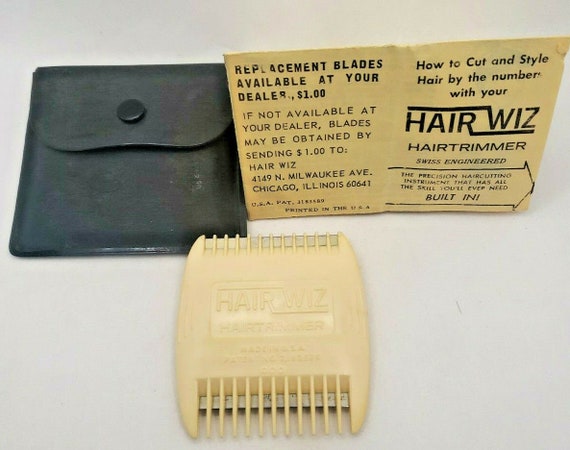 REPLACEMENT BLADES
AVAILABLE AT YOUR
DEALER, $1.00
IF NOT AVAILABLE AT
YOUR DEALER, BLADES
MAY BE OBTAINED BY
SENDING $1.00 TO:
HAIR WIZ
4149 N. MILWAUKEE AVE.
CHICAGO, ILLINOIS 60641
U.S.A. PAT.
PRINTED IN THE U.S.A
How to Cut and Style
Hair by the numbers
with your
HAIR WIZ
HAIRTRIMMER
SWISS ENGINEERED
THE PRECISION HAIRCUTTING
INSTRUMENT THAT HAS ALL
THE SKILL YOU'LL EVER NEED
BUILT IN!
HAIR WIZ
HAIRTRIMMER
MADE IN U.S.A.